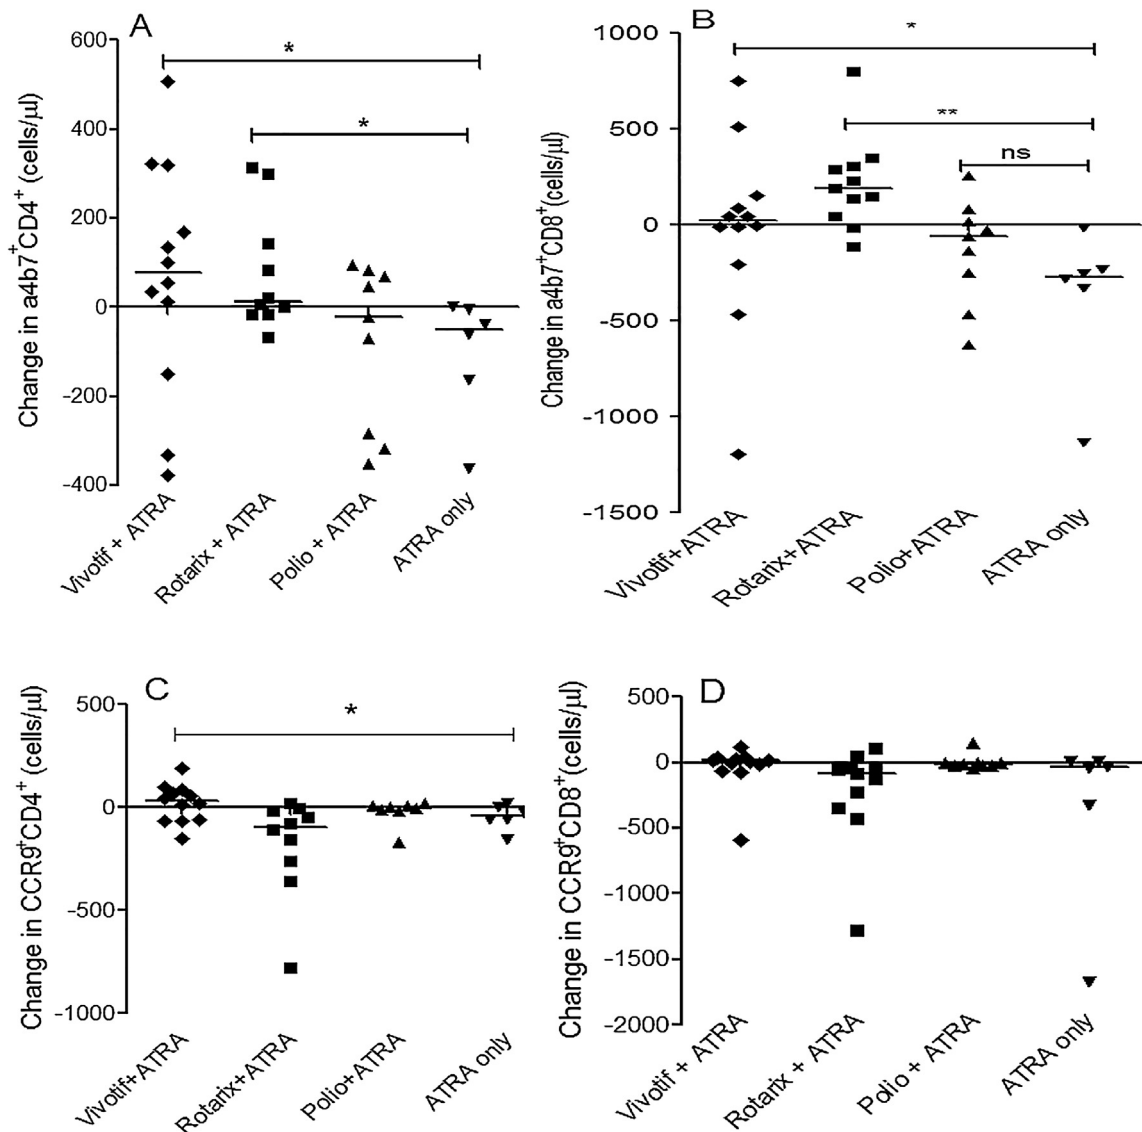 A
Change in a4b7⁺CD4⁺ (cells/µl)
600
400
200
0
-200
-400
*
*
Vivotif + ATRA
Rotarix + ATRA
Polio + ATRA
ATRA only
B
Change in a4b7⁺CD8⁺(cells/µl)
1000
500
0
-500
-1000
-1500
*
**
ns
Vivotif+ATRA
Rotarix+ATRA
Polio+ATRA
ATRA only
C
Change in CCR9⁺CD4⁺ (cells/µl)
500
0
-500
-1000
*
Vivotif+ATRA
Rotarix+ATRA
Polio+ATRA
ATRA only
D
Change in CCR9⁺CD8⁺(cells/µl)
500
0
-500
-1000
-1500
-2000
Vivotif + ATRA
Rotarix + ATRA
Polio + ATRA
ATRA only